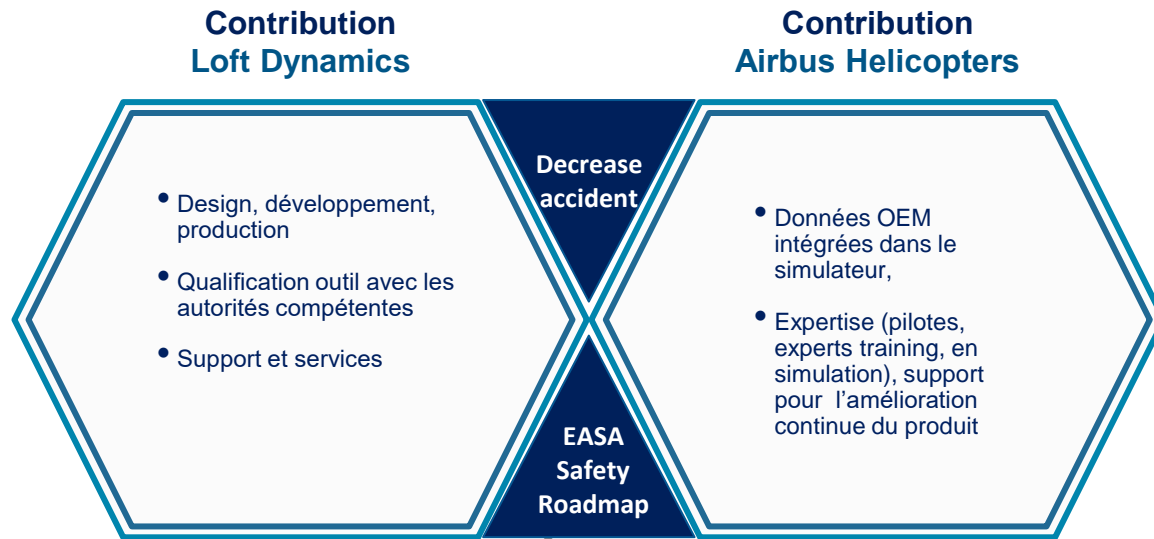 Contribution
Loft Dynamics
Contribution
Airbus Helicopters
• Design, développement,
production
• Qualification outil avec les
autorités compétentes
• Support et services
Decrease
accident
EASA
Safety
Roadmap
• Données OEM
intégrées dans le
simulateur,
• Expertise (pilotes,
experts training, en
simulation), support
pour l’amélioration
continue du produit